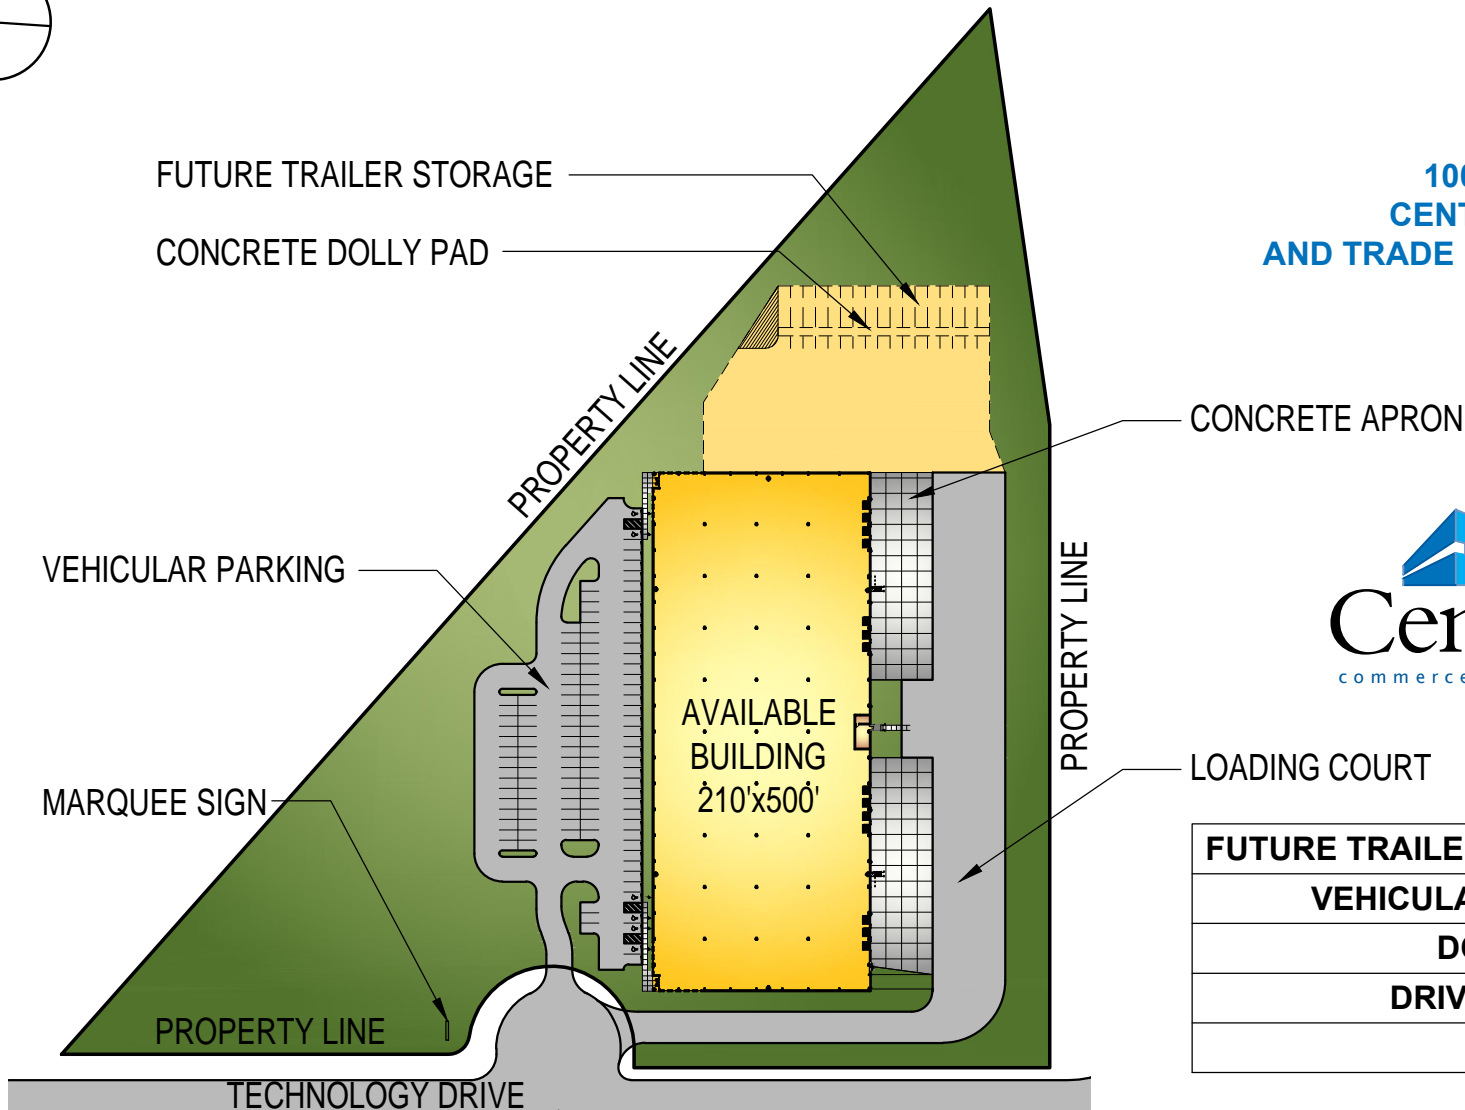 FUTURE TRAILER STORAGE
CONCRETE DOLLY PAD
PROPERTY LINE
VEHICULAR PARKING
MARQUEE SIGN
AVAILABLE
BUILDING
210'x500'
PROPERTY LINE
CONCRETE APRON
LOADING COURT
PROPERTY LINE
TECHNOLOGY DRIVE
AND TRADE
commerce
FUTURE